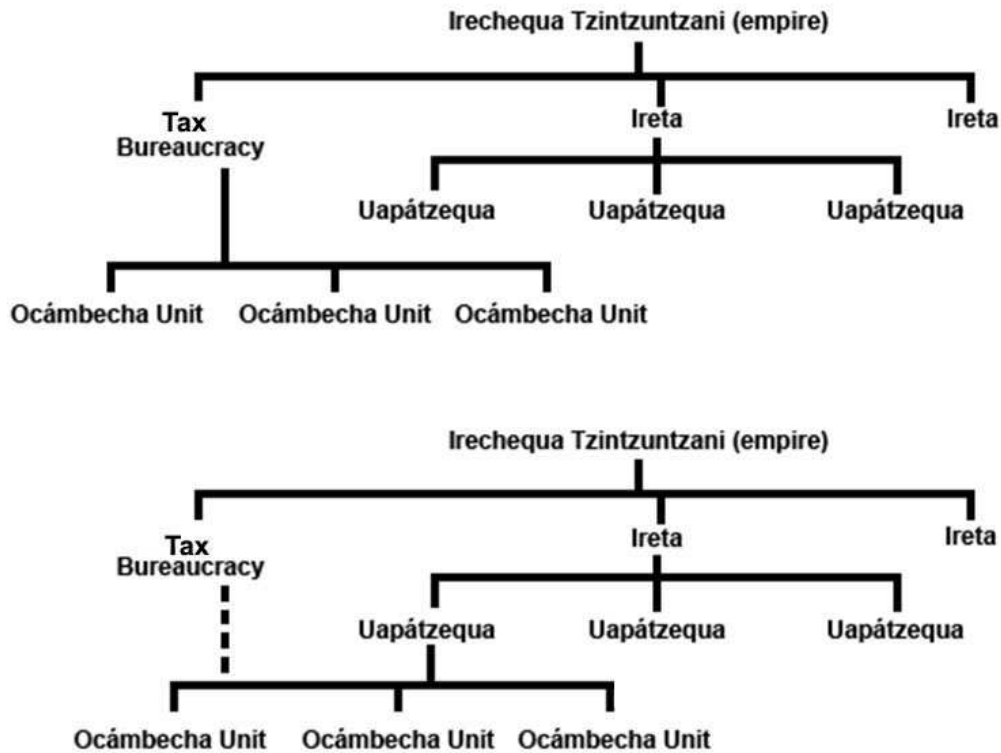 Irechequa Tzintzuntzani (empire)
Tax Bureaucracy
Ireta
Ireta
Uapátzequa
Uapátzequa
Uapátzequa
Ocámbecha Unit
Ocámbecha Unit
Ocámbecha Unit
Irechequa Tzintzuntzani (empire)
Tax Bureaucracy
Ireta
Ireta
Uapátzequa
Uapátzequa
Uapátzequa
Ocámbecha Unit
Ocámbecha Unit
Ocámbecha Unit